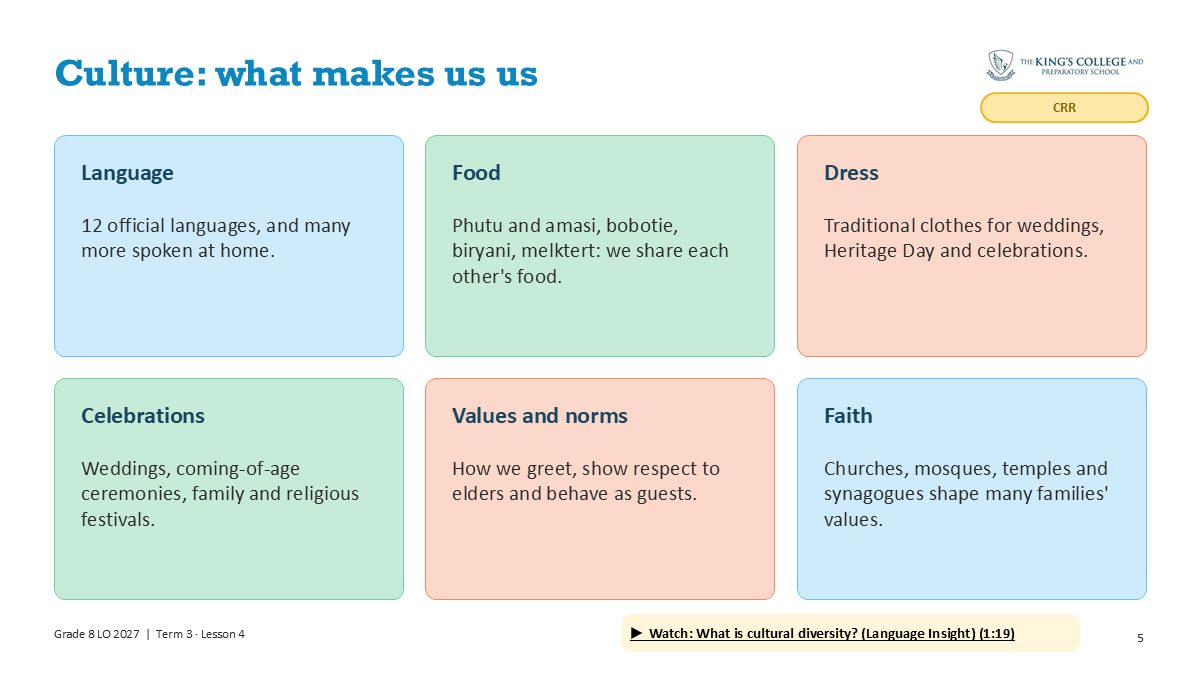 Culture: what makes us us
THE KING'S COLLEGE AND
PREPARATORY SCHOOL
CRR
Language
12 official languages, and many
more spoken at home.
Food
Phutu and amasi, bobotie,
biryani, melktert: we share each
other's food.
Dress
Traditional clothes for weddings,
Heritage Day and celebrations.
Celebrations
Weddings, coming-of-age
ceremonies, family and religious
festivals.
Values and norms
How we greet, show respect to
elders and behave as guests.
Faith
Churches, mosques, temples and
synagogues shape many families'
values.
Grade 8 LO 2027 | Term 3 · Lesson 4
▶ Watch: What is cultural diversity? (Language Insight) (1:19)
5